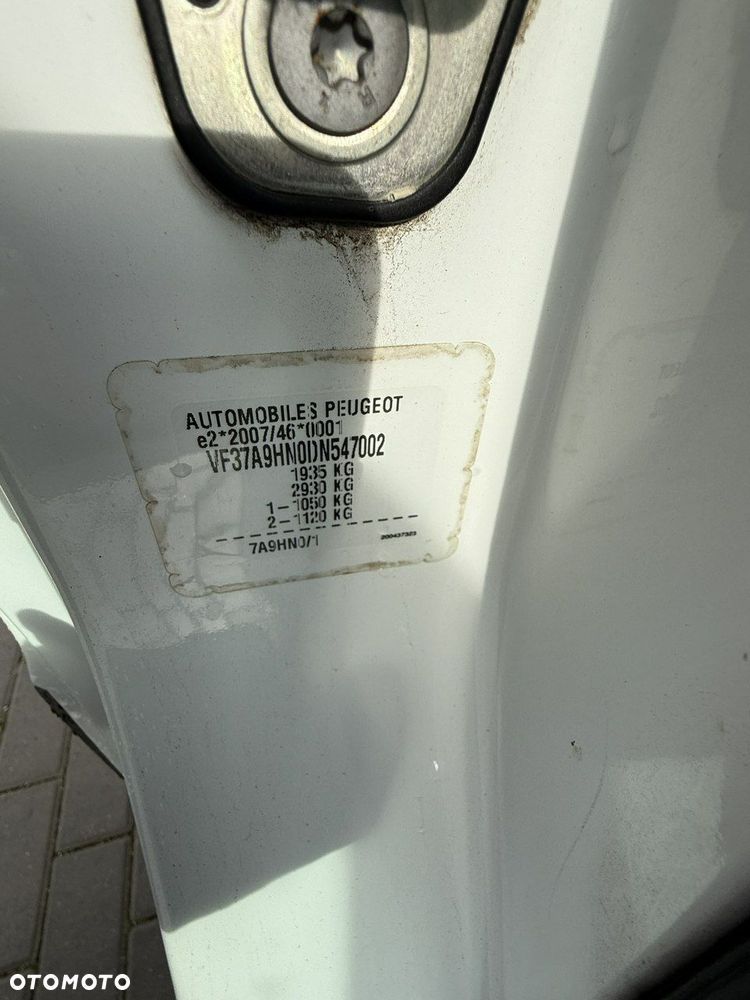 AUTOMOBILES PEUGEOT
e2*2007/46*0001
VF37A9HN0DN547002
1935 KG
2930 KG
1-1050 KG
2-1120 KG
7A9HN0/1
200437323
OTOMOTO